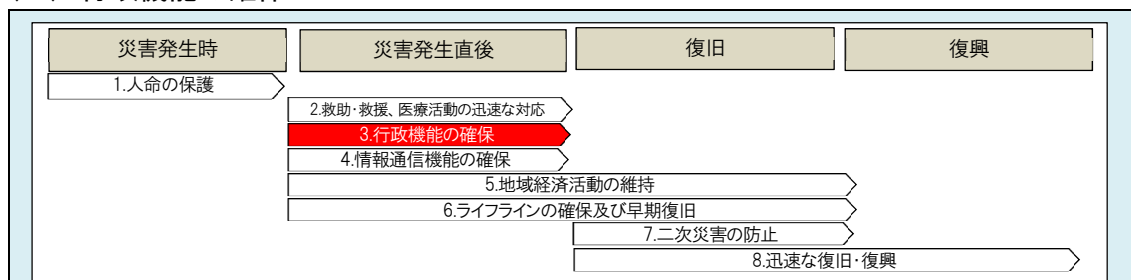 災害発生時 災害発生直後 復旧 復興
1.人命の保護
2.救助・救援、医療活動の迅速な対応
3.行政機能の確保
4.情報通信機能の確保
5.地域経済活動の維持
6.ライフラインの確保及び早期復旧
7.二次災害の防止
8.迅速な復旧・復興